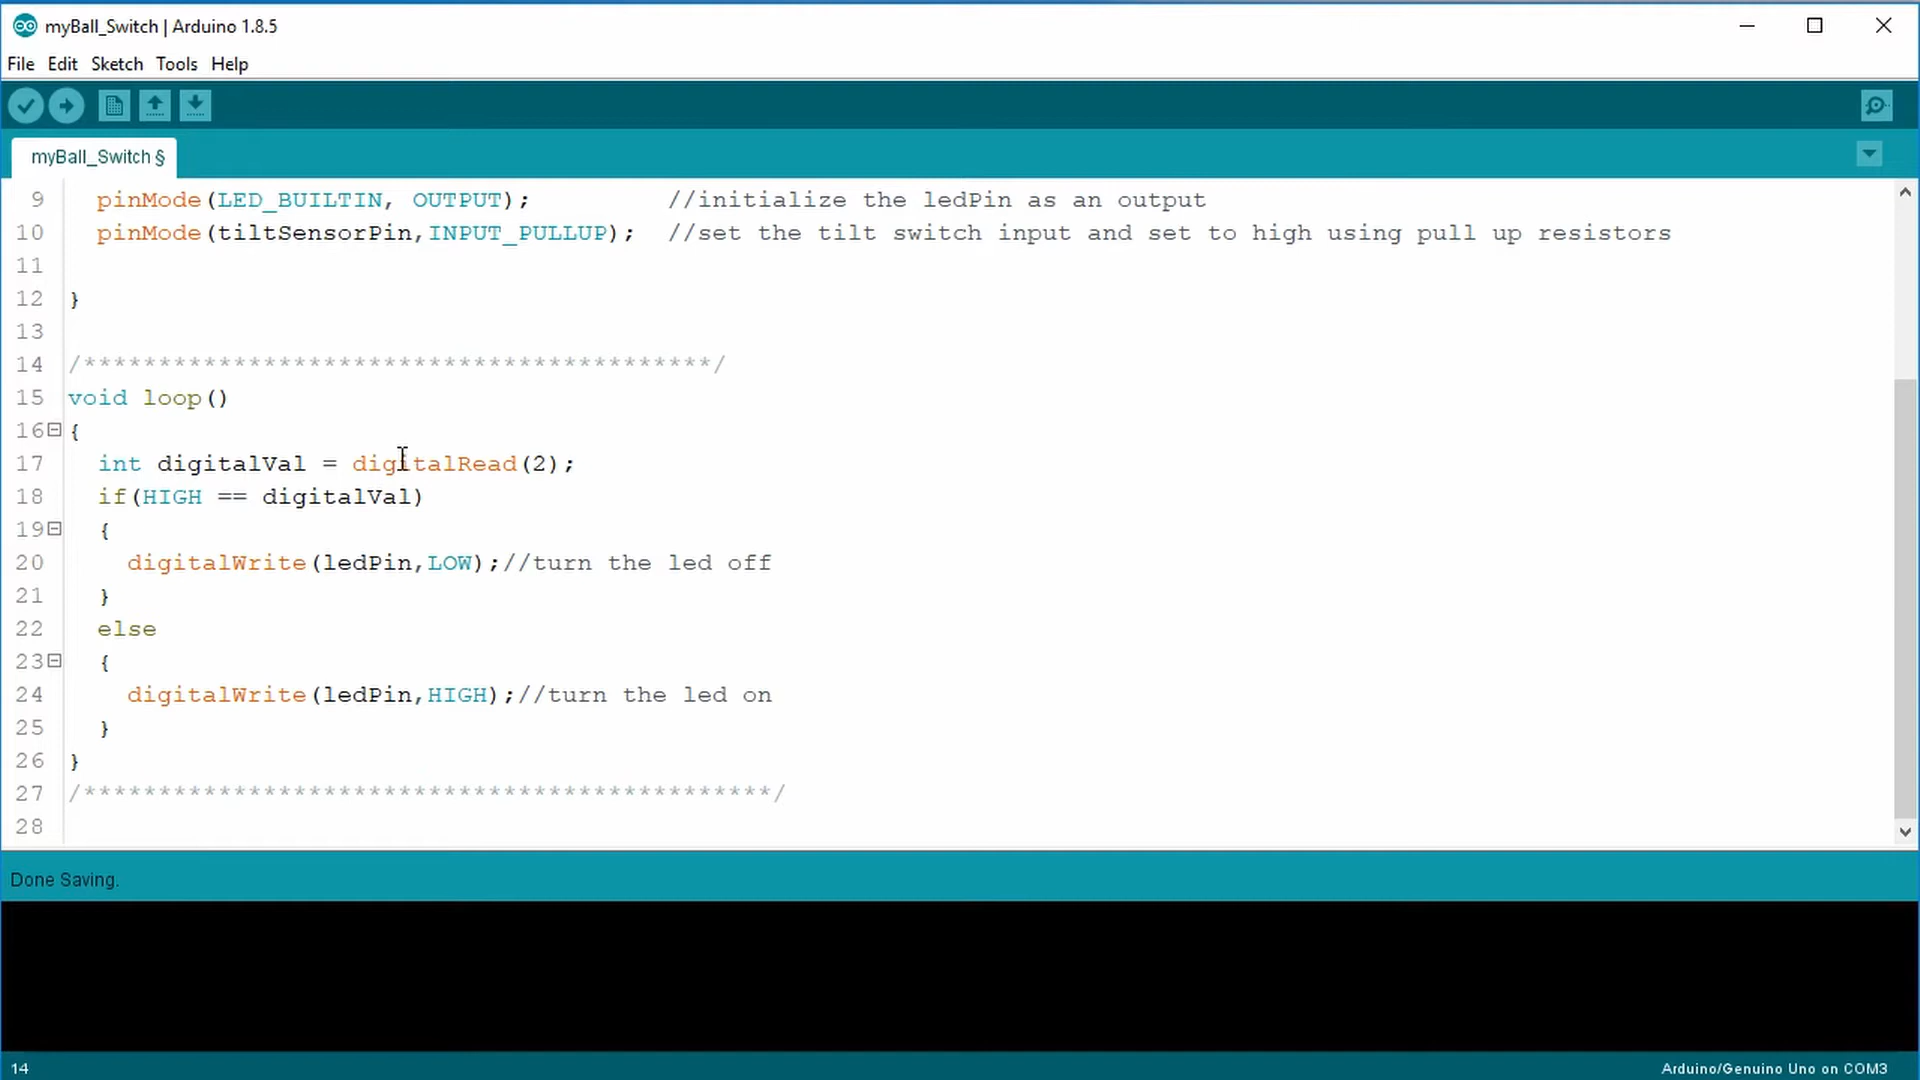 myBall_Switch | Arduino 1.8.5
File Edit Sketch Tools Help
myBall_Switch §
9 pinMode(LED_BUILTIN, OUTPUT); //initialize the ledPin as an output
10 pinMode(tiltSensorPin,INPUT_PULLUP); //set the tilt switch input and set to high using pull up resistors
11
12 }
13
14 /******************************************/
15 void loop()
16 {
17 int digitalVal = digitalRead(2);
18 if(HIGH == digitalVal)
19 {
20 digitalWrite(ledPin,LOW);//turn the led off
21 }
22 else
23 {
24 digitalWrite(ledPin,HIGH);//turn the led on
25 }
26 }
27 /**********************************************/
28
Done Saving.
14 Arduino/Genuino Uno on COM3